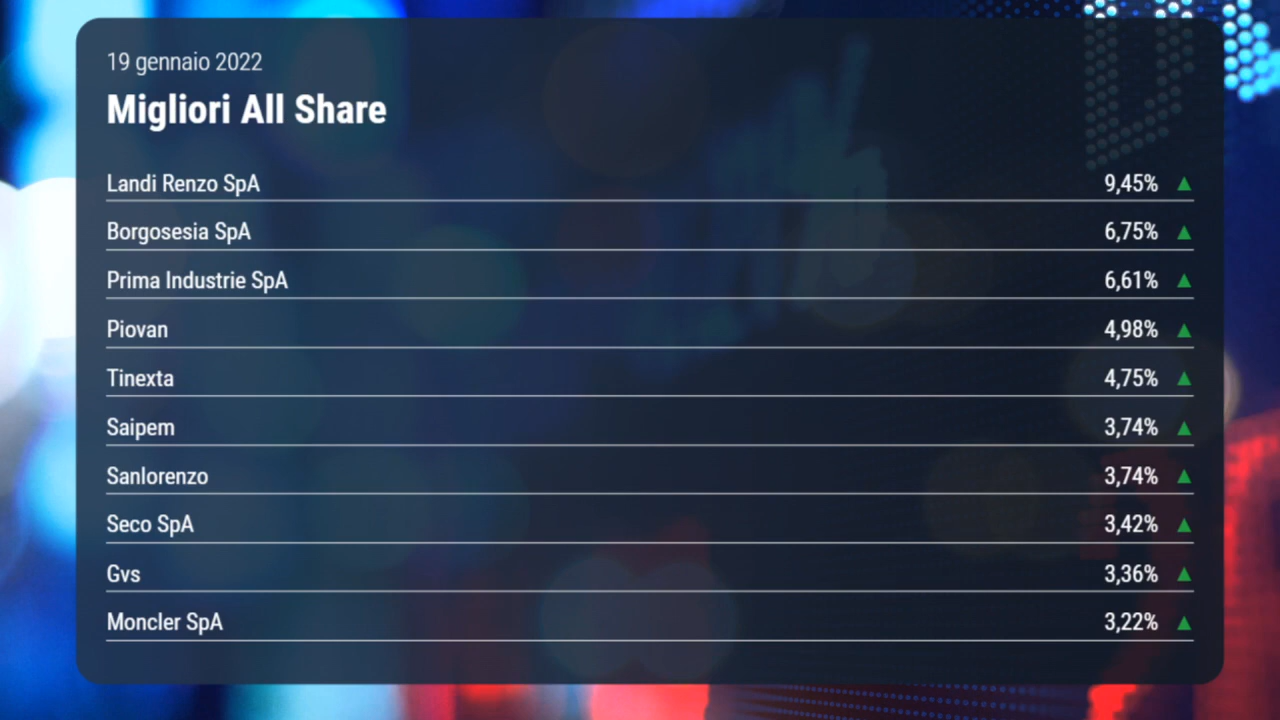 19 gennaio 2022
Migliori All Share
Landi Renzo SpA 9,45% ▲
Borgosesia SpA 6,75% ▲
Prima Industrie SpA 6,61% ▲
Piovan 4,98% ▲
Tinexta 4,75% ▲
Saipem 3,74% ▲
Sanlorenzo 3,74% ▲
Seco SpA 3,42% ▲
Gvs 3,36% ▲
Moncler SpA 3,22% ▲